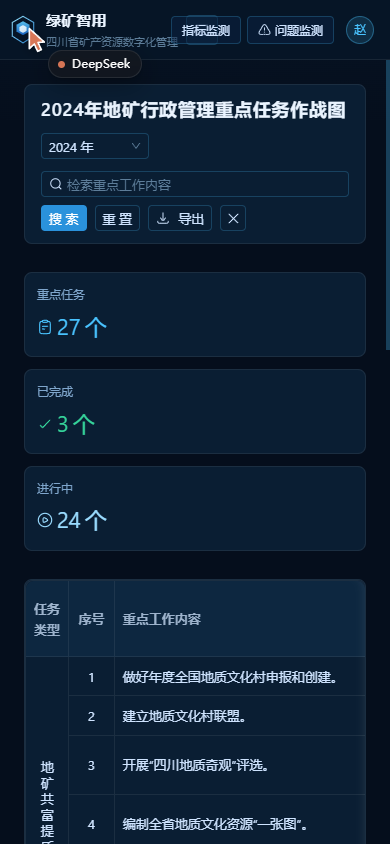 绿矿智用
四川省矿产资源数字化管理
指标监测
问题监测
赵
DeepSeek
2024年地矿行政管理重点任务作战图
2024 年
检索重点工作内容
搜 索
重 置
导出
重点任务
27 个
已完成
3 个
进行中
24 个
任务类型
序号
重点工作内容
地矿共富提质
1
做好年度全国地质文化村申报和创建。
2
建立地质文化村联盟。
3
开展“四川地质奇观”评选。
4
编制全省地质文化资源“一张图”。